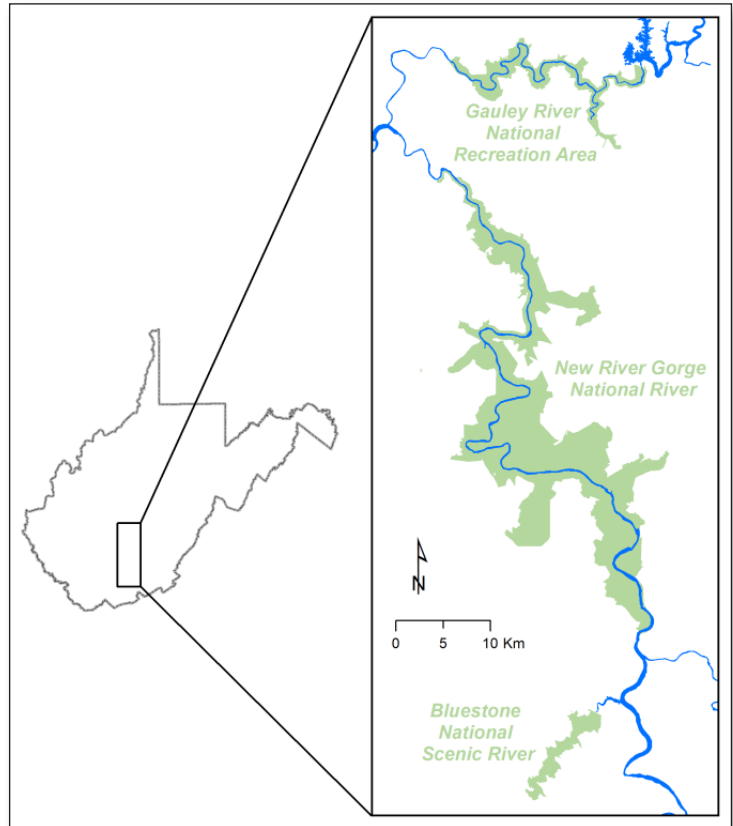 Gauley River
National
Recreation Area
New River Gorge
National River
N
0 5 10 Km
Bluestone
National
Scenic River